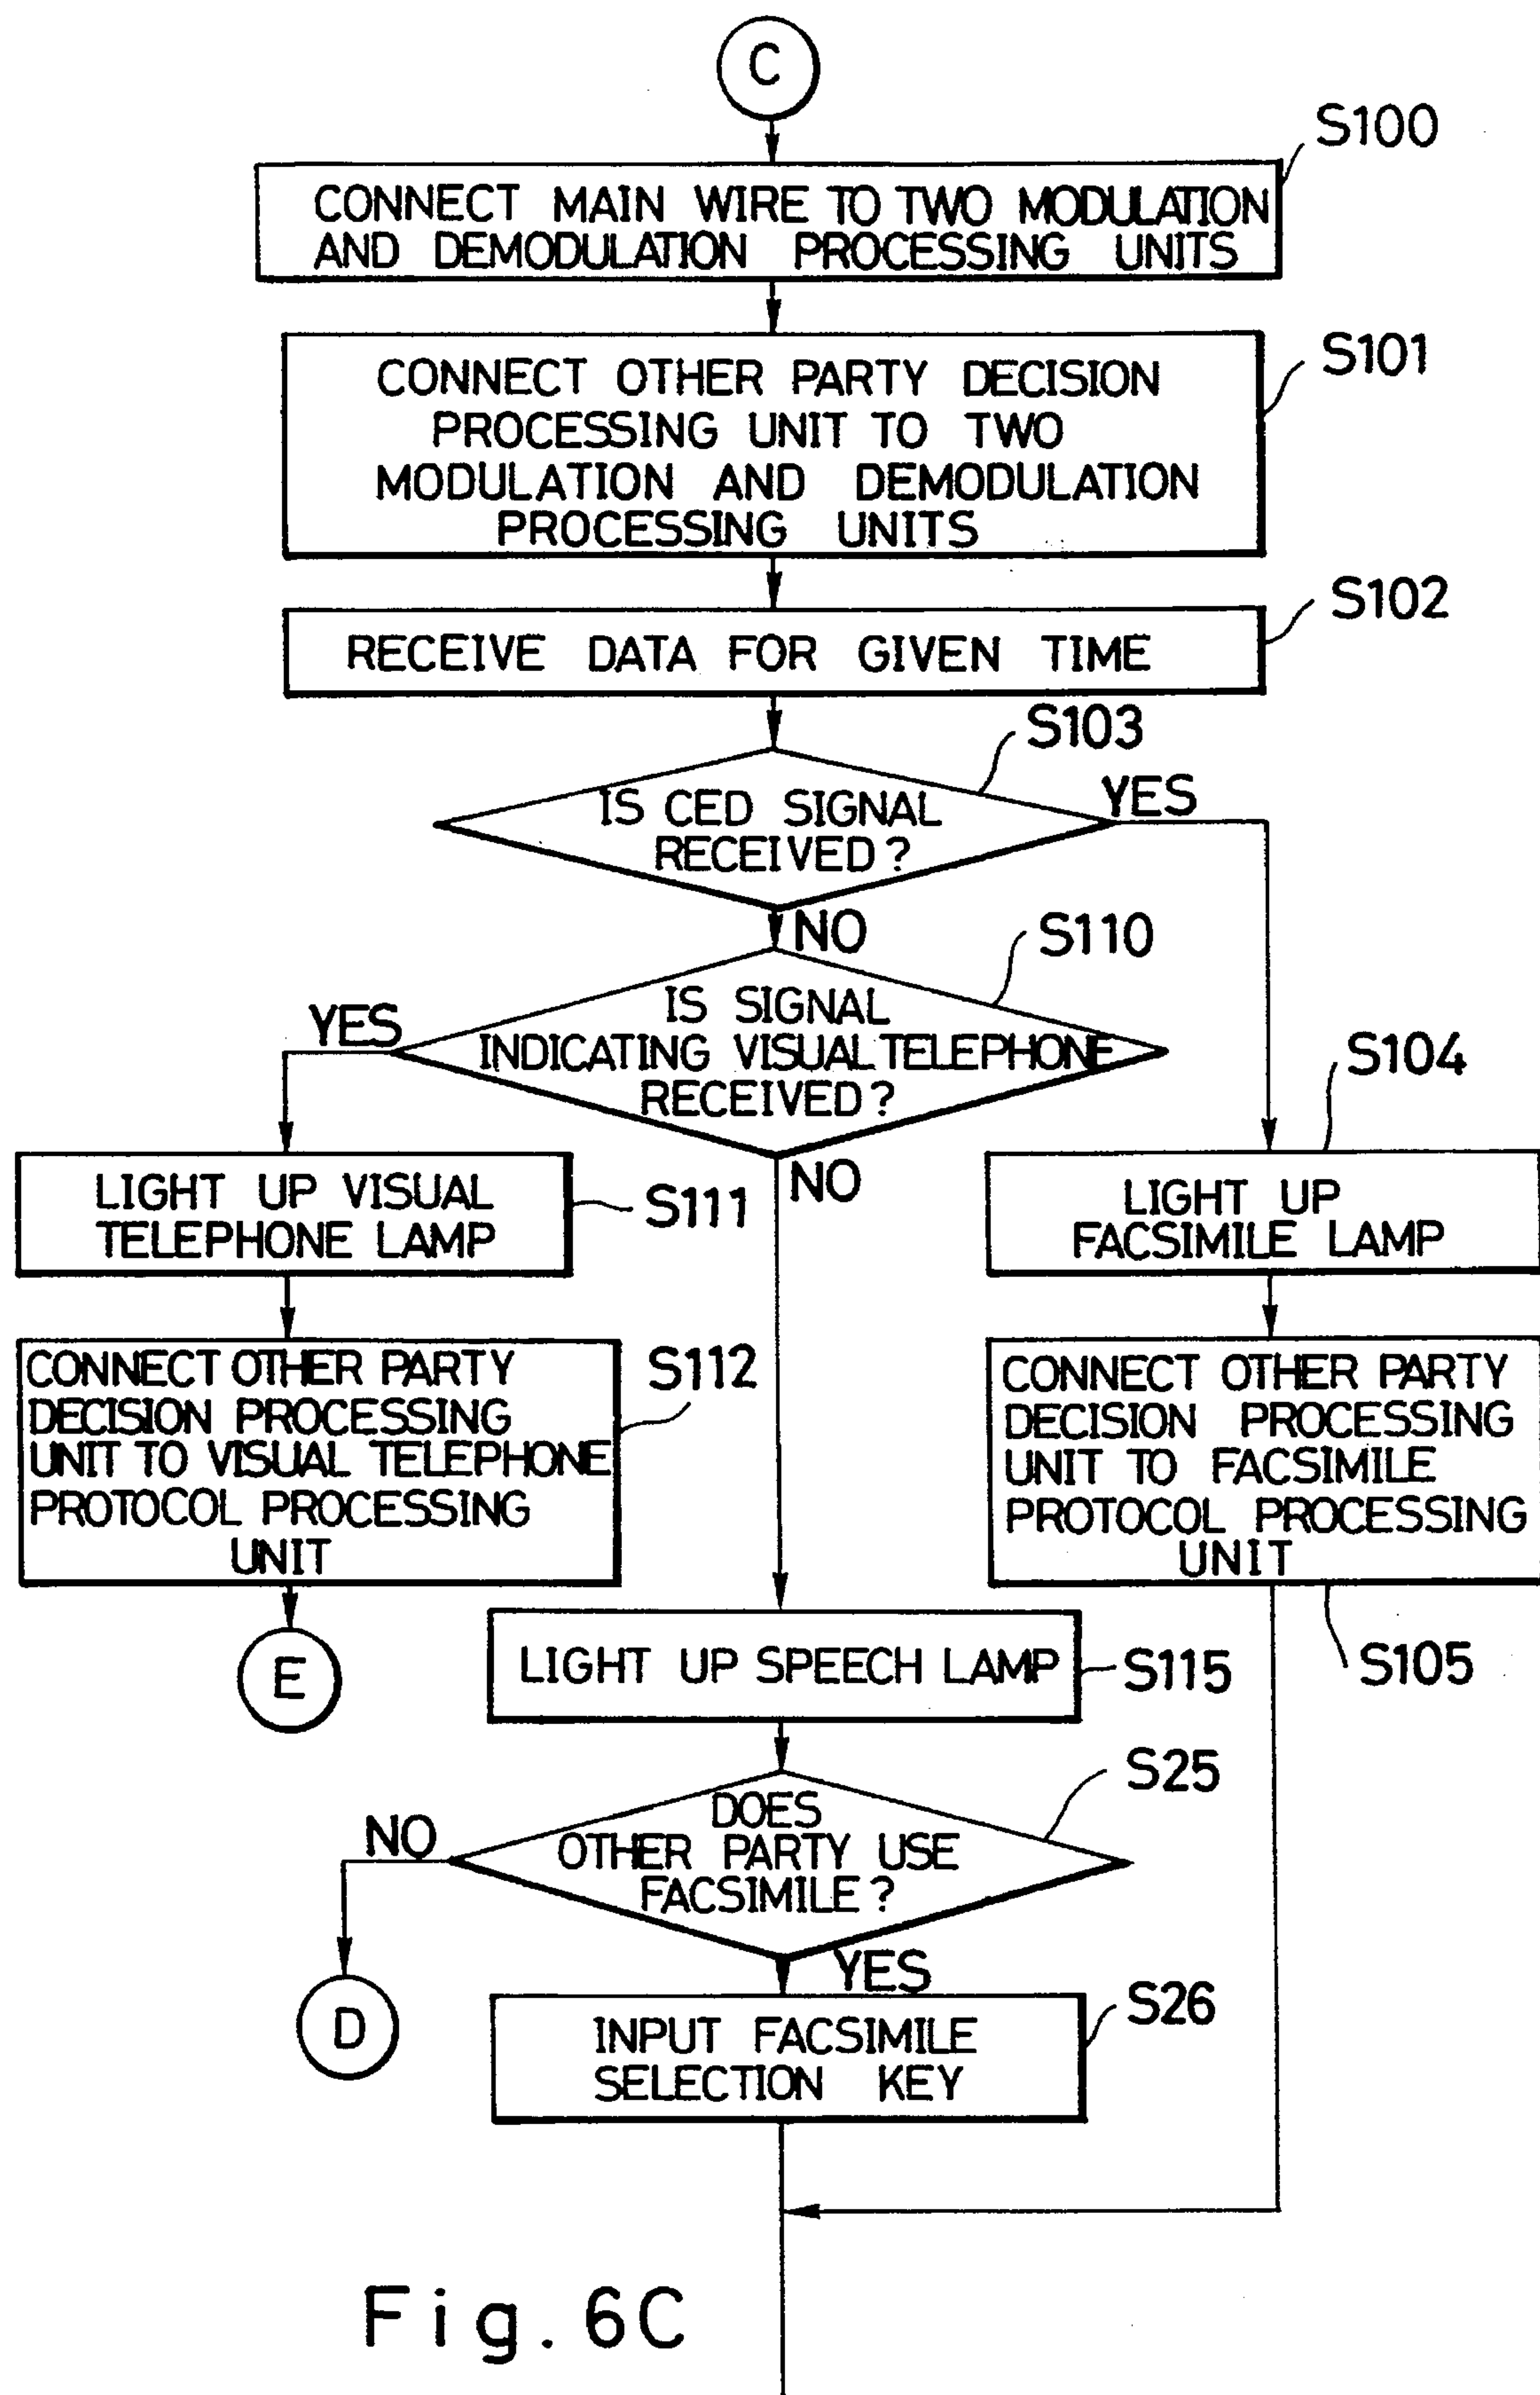 C
S100
CONNECT MAIN WIRE TO TWO MODULATION
AND DEMODULATION PROCESSING UNITS
S101
CONNECT OTHER PARTY DECISION
PROCESSING UNIT TO TWO
MODULATION AND DEMODULATION
PROCESSING UNITS
S102
RECEIVE DATA FOR GIVEN TIME
S103
IS CED SIGNAL
RECEIVED?
YES
NO
S110
IS SIGNAL
INDICATING VISUAL TELEPHONE
RECEIVED?
YES
NO
S104
LIGHT UP VISUAL
TELEPHONE LAMP
S111
LIGHT UP
FACSIMILE LAMP
CONNECT OTHER PARTY
DECISION PROCESSING
UNIT TO VISUAL TELEPHONE
PROTOCOL PROCESSING
UNIT
S112
CONNECT OTHER PARTY
DECISION PROCESSING
UNIT TO FACSIMILE
PROTOCOL PROCESSING
UNIT
S105
E
LIGHT UP SPEECH LAMP
S115
S25
DOES
OTHER PARTY USE
FACSIMILE?
NO
YES
D
S26
INPUT FACSIMILE
SELECTION KEY
Fig. 6C